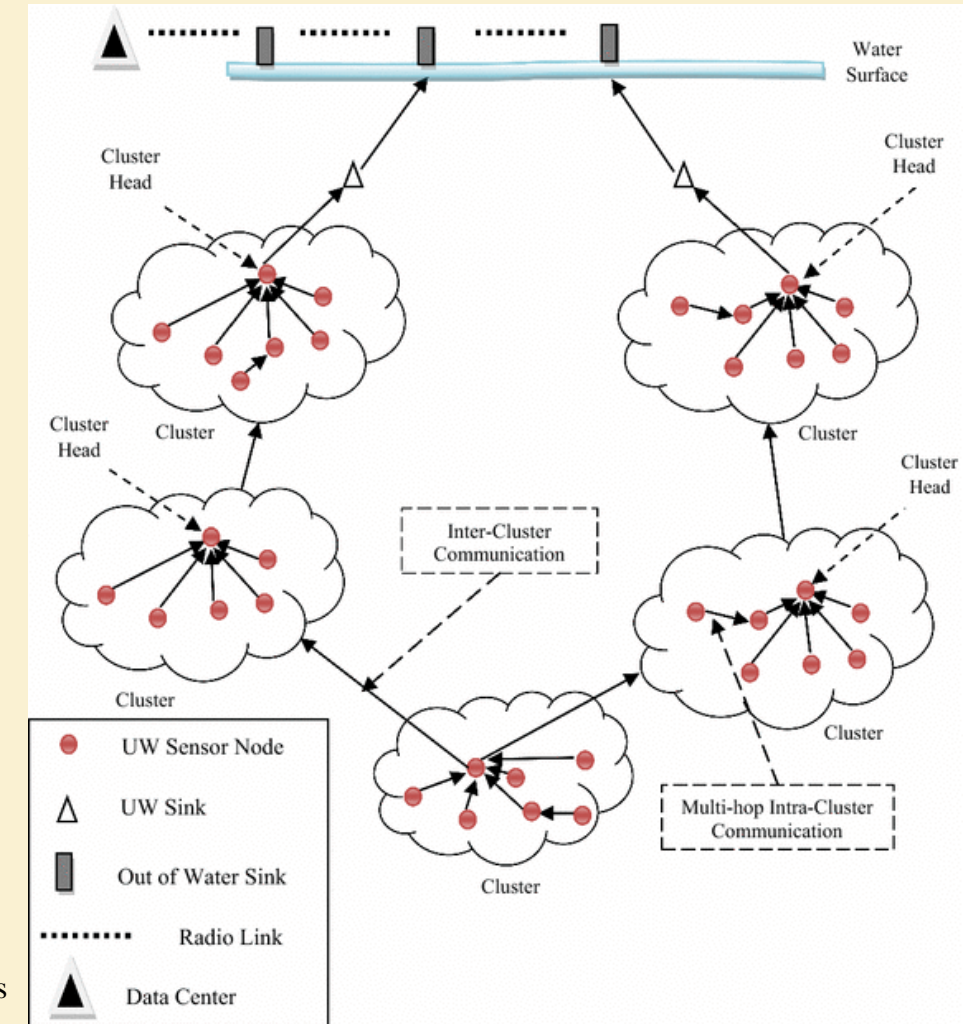 Water
Surface
Cluster
Head
Cluster
Head
Cluster
Cluster
Cluster
Head
Cluster
Head
Inter-Cluster
Communication
Cluster
Cluster
Multi-hop Intra-Cluster
Communication
Cluster
UW Sensor Node
UW Sink
Out of Water Sink
Radio Link
Data Center
s